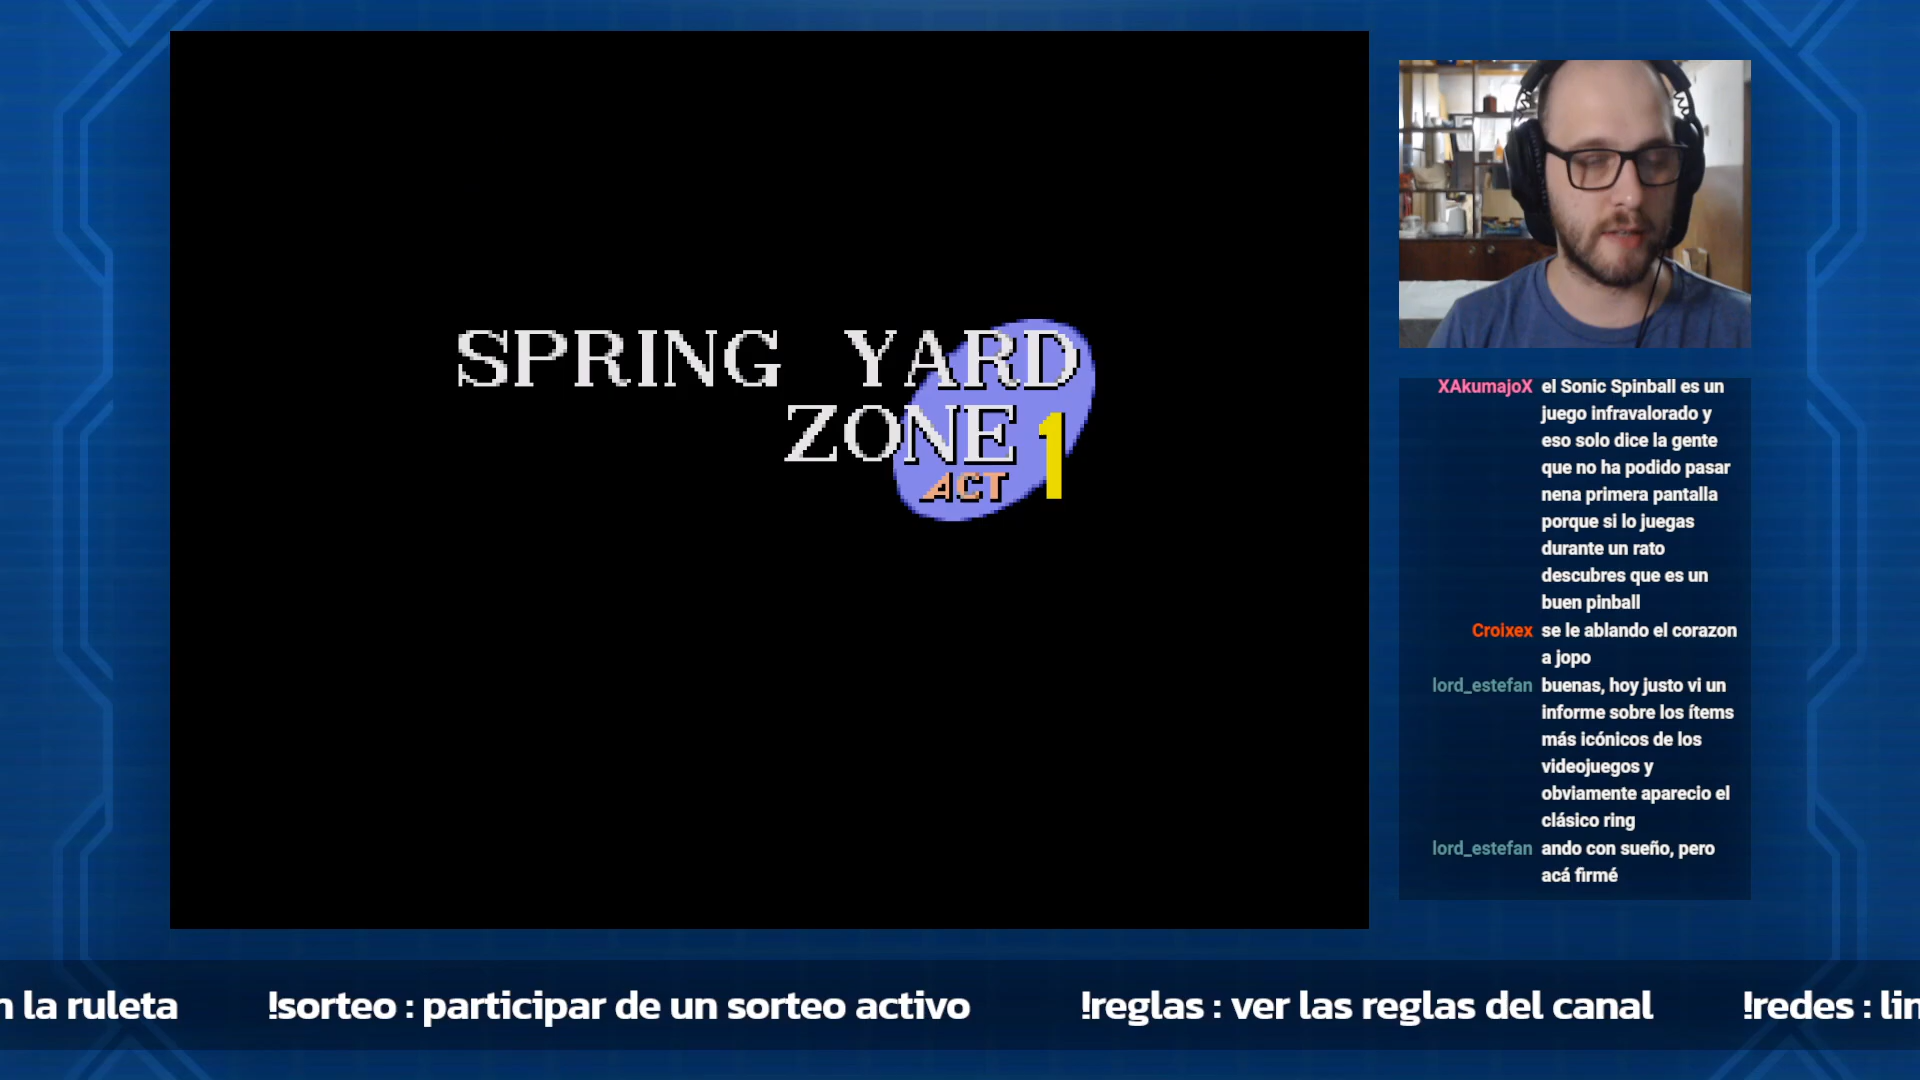 SPRING YARD
ZONE 1
ACT
XAkumajoX el Sonic Spinball es un
juego infravalorado y
eso solo dice la gente
que no ha podido pasar
nena primera pantalla
porque si lo juegas
durante un rato
descubres que es un
buen pinball
Croixex se le ablando el corazon
a jopo
lord_estefan buenas, hoy justo vi un
informe sobre los ítems
más icónicos de los
videojuegos y
obviamente aparecio el
clásico ring
lord_estefan ando con sueño, pero
acá firmé
n la ruleta !sorteo : participar de un sorteo activo !reglas : ver las reglas del canal !redes : lin